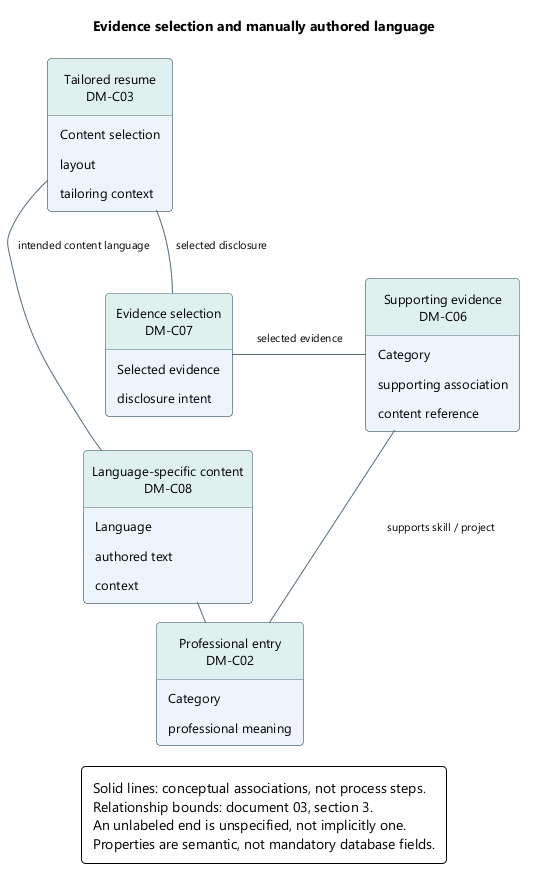 Evidence selection and manually authored language
Tailored resume
DM-C03
Content selection
layout
tailoring context
intended content language
selected disclosure
Evidence selection
DM-C07
Selected evidence
disclosure intent
selected evidence
Supporting evidence
DM-C06
Category
supporting association
content reference
Language-specific content
DM-C08
Language
authored text
context
supports skill / project
Professional entry
DM-C02
Category
professional meaning
Solid lines: conceptual associations, not process steps.
Relationship bounds: document 03, section 3.
An unlabeled end is unspecified, not implicitly one.
Properties are semantic, not mandatory database fields.